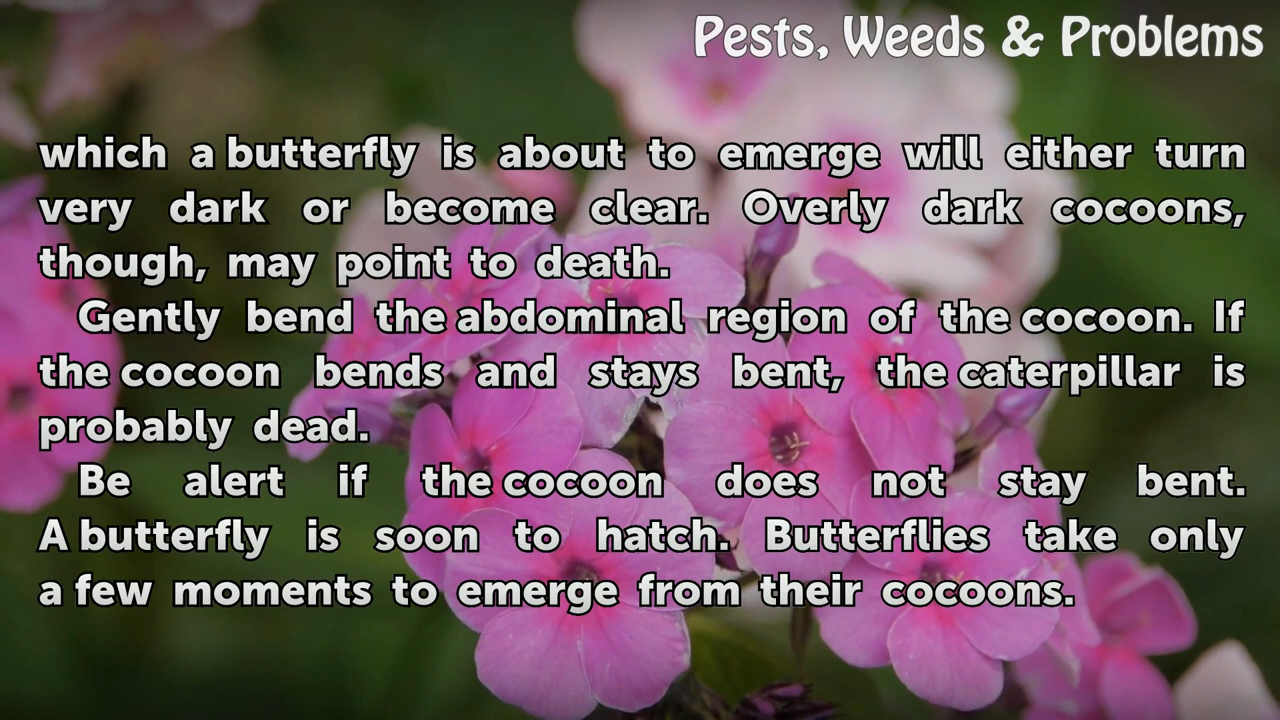 Pests, Weeds & Problems
which a butterfly is about to emerge will either turn
very dark or become clear. Overly dark cocoons,
though, may point to death.
Gently bend the abdominal region of the cocoon. If
the cocoon bends and stays bent, the caterpillar is
probably dead.
Be alert if the cocoon does not stay bent.
A butterfly is soon to hatch. Butterflies take only
a few moments to emerge from their cocoons.